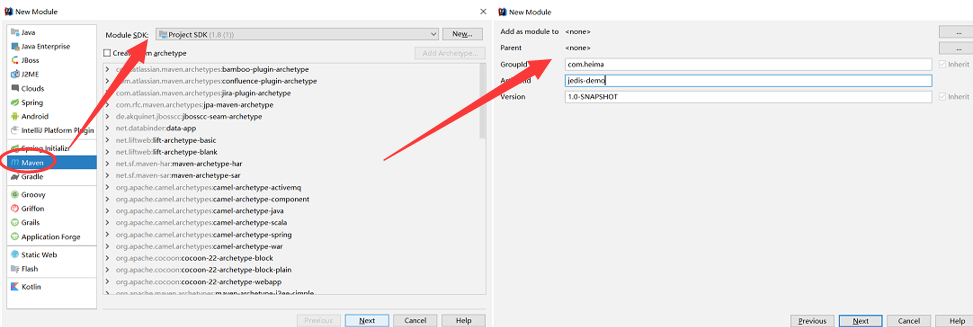 New Module
Java
Java Enterprise
JBoss
J2ME
Clouds
Spring
Android
IntelliJ Platform Plugin
Spring Initializr
Maven
Gradle
Groovy
Griffon
Grails
Application Forge
Static Web
Flash
Kotlin
Module SDK:
Project SDK (1.8 (1))
New...
Create from archetype
Add Archetype...
com.atlassian.maven.archetypes:bamboo-plugin-archetype
com.atlassian.maven.archetypes:confluence-plugin-archetype
com.atlassian.maven.archetypes:jira-plugin-archetype
com.rfc.maven.archetypes:jpa-maven-archetype
de.akquinet.jbosscc:jbosscc-seam-archetype
net.databinder:data-app
net.liftweb:lift-archetype-basic
net.liftweb:lift-archetype-blank
net.sf.maven-har:maven-archetype-har
net.sf.maven-sar:maven-archetype-sar
org.apache.camel.archetypes:camel-archetype-activemq
org.apache.camel.archetypes:camel-archetype-component
org.apache.camel.archetypes:camel-archetype-java
org.apache.camel.archetypes:camel-archetype-scala
org.apache.camel.archetypes:camel-archetype-spring
org.apache.camel.archetypes:camel-archetype-war
org.apache.cocoon:cocoon-22-archetype-block
org.apache.cocoon:cocoon-22-archetype-block-plain
org.apache.cocoon:cocoon-22-archetype-webapp
org.apache.maven.archetypes:maven-archetype-j2ee-simple
Previous
Next
Cancel
Help
New Module
Add as module to <none>
...
Parent <none>
...
GroupId com.heima Inherit
jedis-demo
Version 1.0-SNAPSHOT Inherit
Previous
Next
Cancel
Help